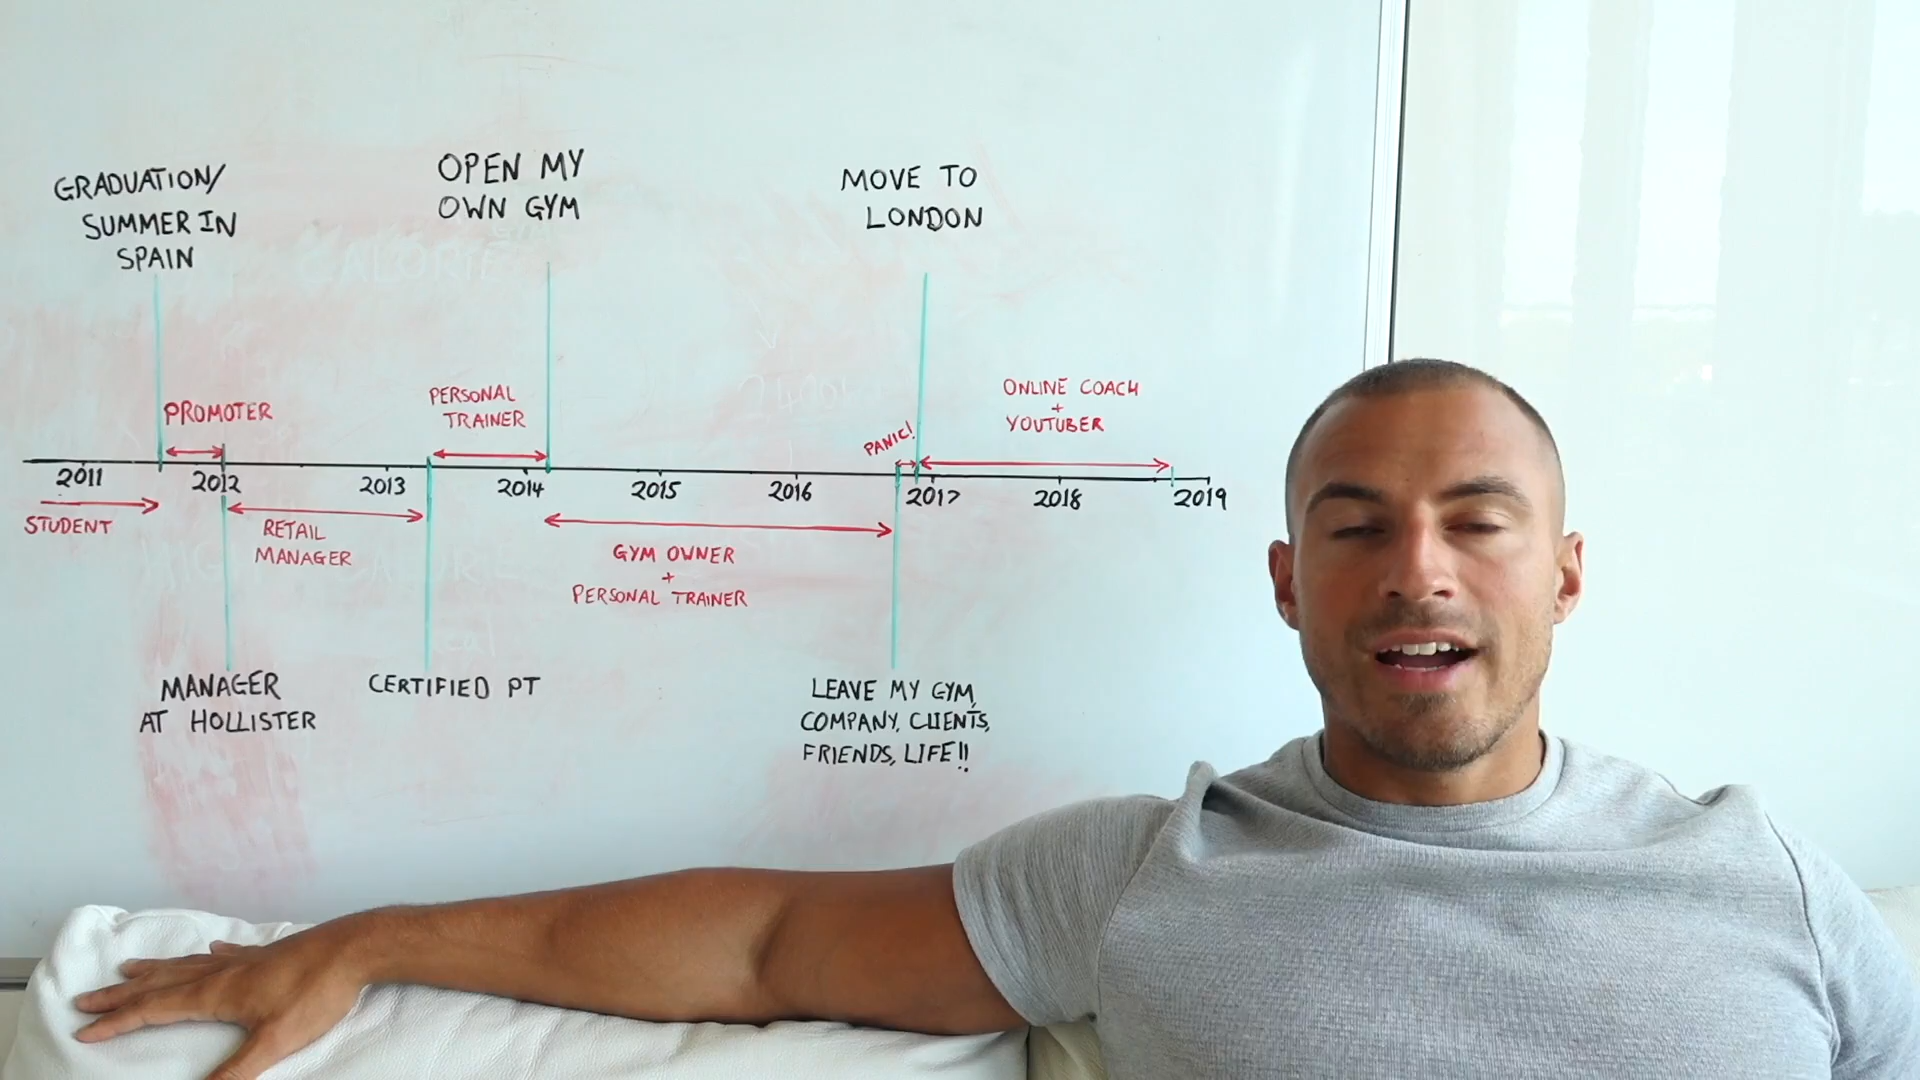 GRADUATION/
SUMMER IN
SPAIN
OPEN MY
OWN GYM
MOVE TO
LONDON
PROMOTER
PERSONAL
TRAINER
PANIC!
ONLINE COACH
+
YOUTUBER
2011
2012
2013
2014
2015
2016
2017
2018
2019
STUDENT
RETAIL
MANAGER
GYM OWNER
+
PERSONAL TRAINER
MANAGER
AT HOLLISTER
CERTIFIED PT
LEAVE MY GYM,
COMPANY, CLIENTS,
FRIENDS, LIFE!!
CALORIE